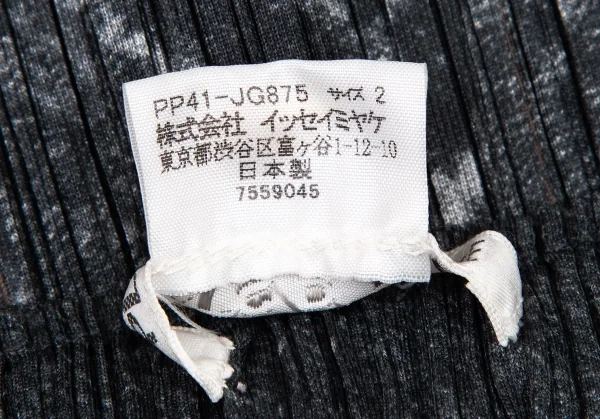 PP41-JG875 サイズ 2
株式会社 イッセイミヤケ
東京都渋谷区富ヶ谷1-12-10
日本製
7559045